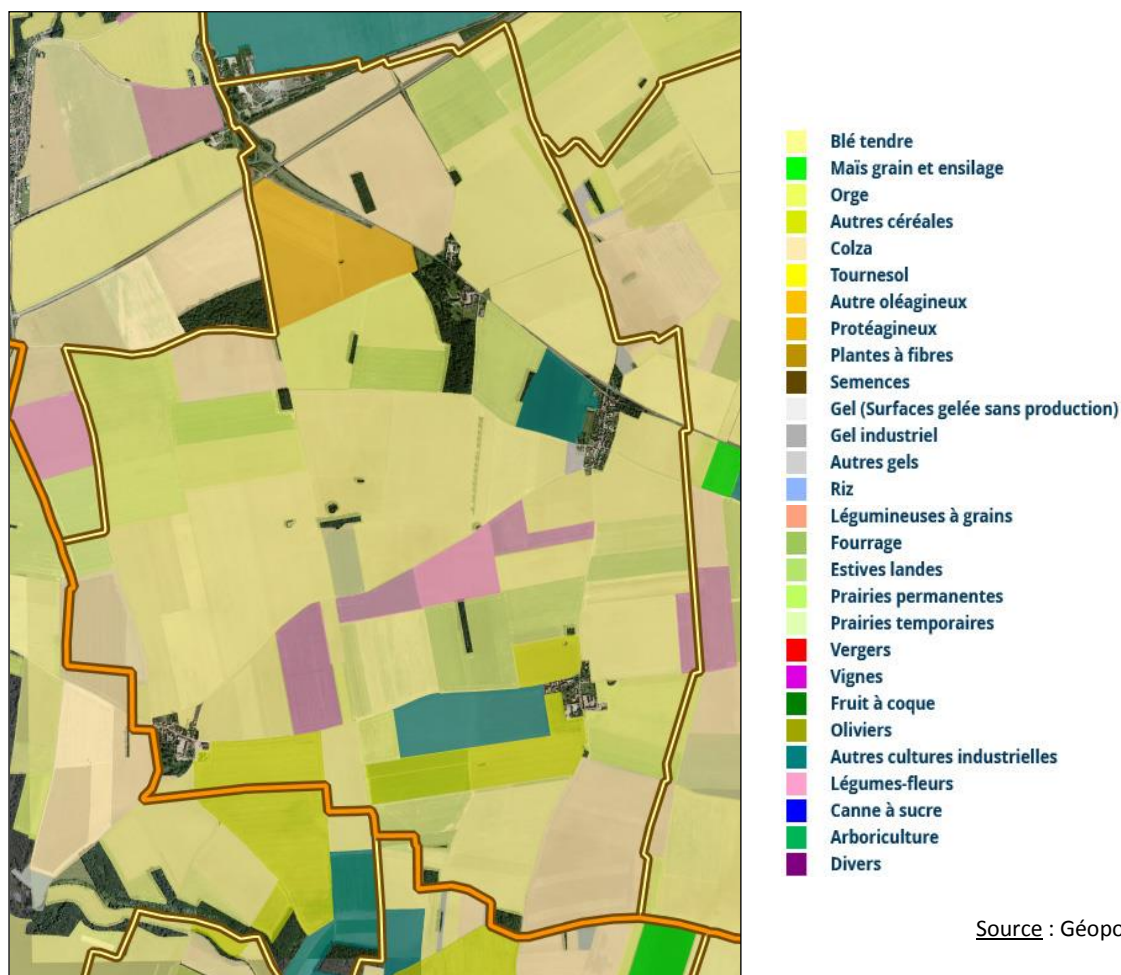 Blé tendre
Maïs grain et ensilage
Orge
Autres céréales
Colza
Tournesol
Autre oléagineux
Protéagineux
Plantes à fibres
Semences
Gel (Surfaces gelée sans production)
Gel industriel
Autres gels
Riz
Légumineuses à grains
Fourrage
Estives landes
Prairies permanentes
Prairies temporaires
Vergers
Vignes
Fruit à coque
Oliviers
Autres cultures industrielles
Légumes-fleurs
Canne à sucre
Arboriculture
Divers
Source : Géopo